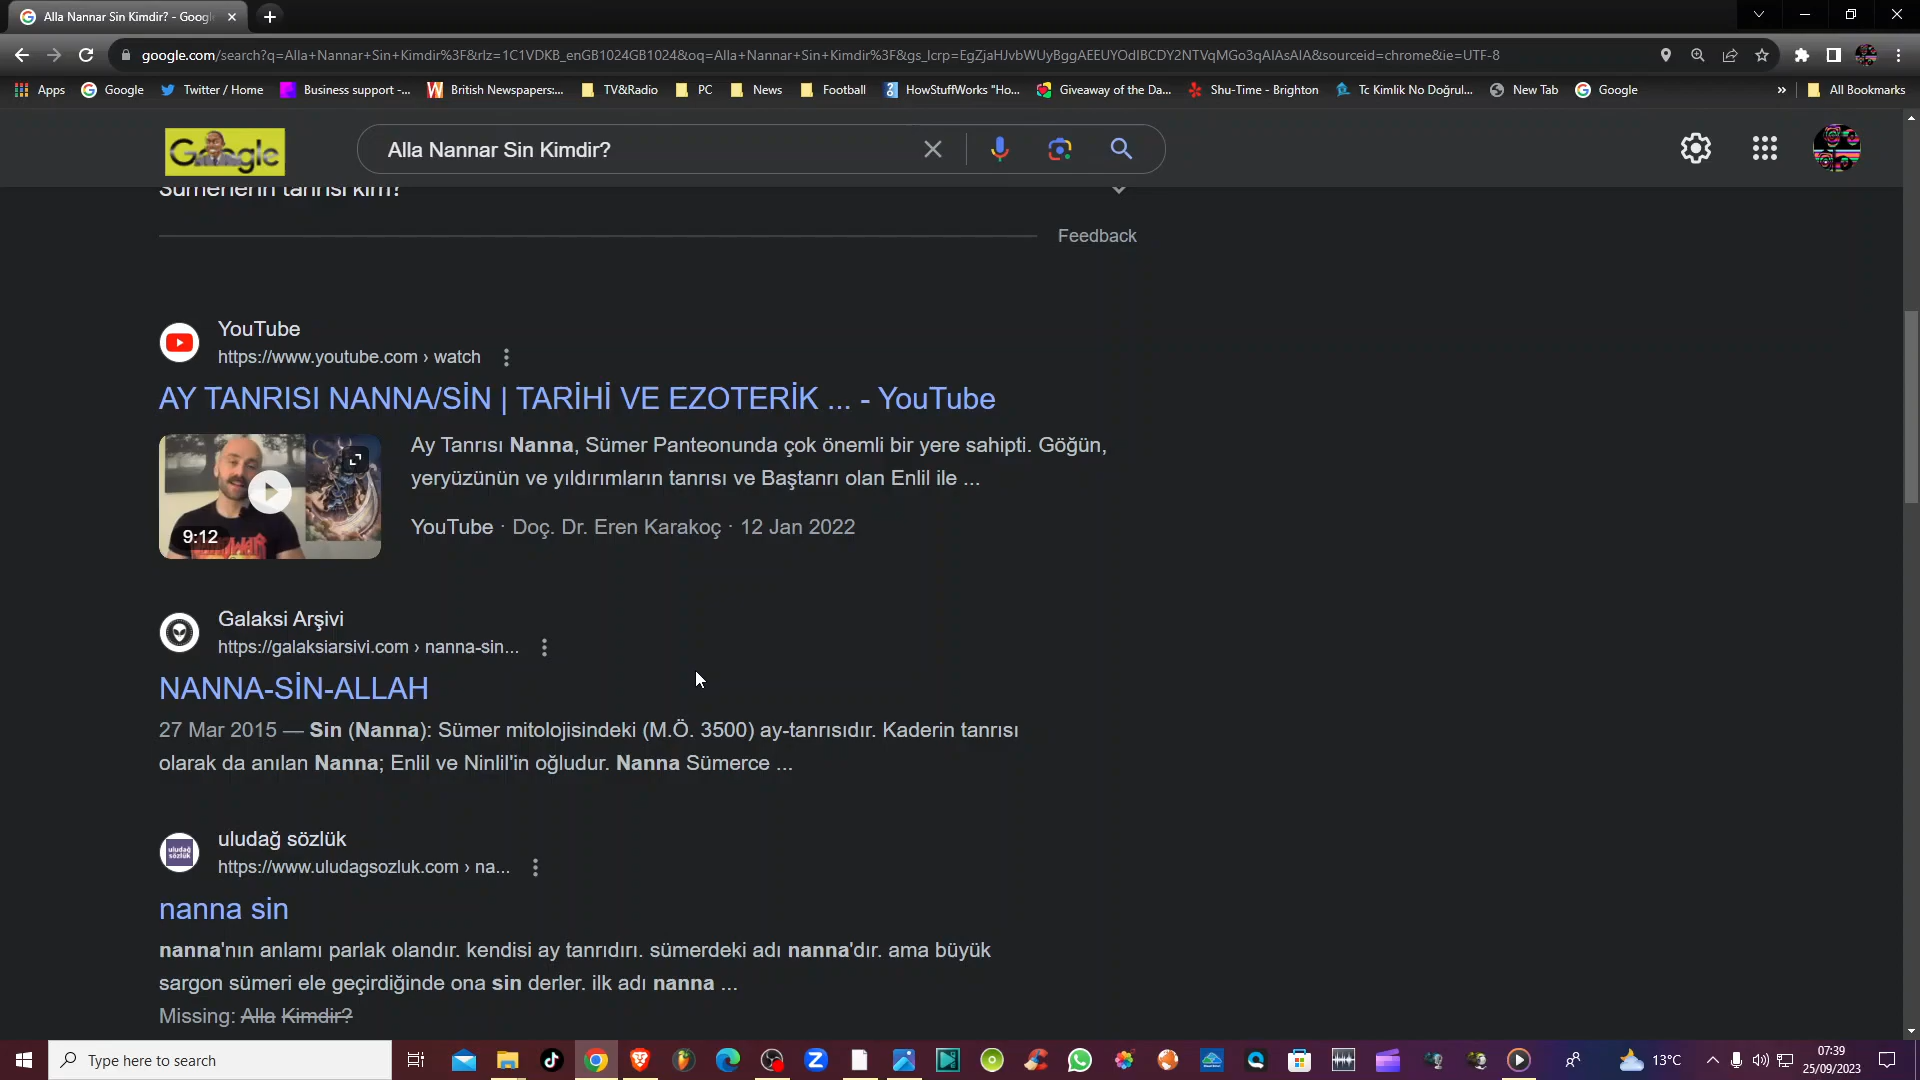 Alla Nannar Sin Kimdir? - Googl
google.com/search?q=Alla+Nannar+Sin+Kimdir%3F&rlz=1C1VDKB_enGB1024GB1024&oq=Alla+Nannar+Sin+Kimdir%3F&gs_lcrp=EgZjaHJvbWUyBggAEEUYOdIBCDY2NTVqMGo3qAIAsAIA&sourceid=chrome&ie=UTF-8
Apps Google Twitter / Home Business support -... British Newspapers:... TV&Radio PC News Football HowStuffWorks "Ho... Giveaway of the Da... Shu-Time - Brighton Tc Kimlik No Doğrul... New Tab Google » All Bookmarks
Google Alla Nannar Sin Kimdir?
Sümerlerin tanrısı kim?
Feedback
YouTube
https://www.youtube.com › watch
AY TANRISI NANNA/SİN | TARİHİ VE EZOTERİK ... - YouTube
Ay Tanrısı Nanna, Sümer Panteonunda çok önemli bir yere sahipti. Göğün,
yeryüzünün ve yıldırımların tanrısı ve Baştanrı olan Enlil ile ...
9:12
YouTube · Doç. Dr. Eren Karakoç · 12 Jan 2022
Galaksi Arşivi
https://galaksiarsivi.com › nanna-sin...
NANNA-SİN-ALLAH
27 Mar 2015 — Sin (Nanna): Sümer mitolojisindeki (M.Ö. 3500) ay-tanrısıdır. Kaderin tanrısı
olarak da anılan Nanna; Enlil ve Ninlil'in oğludur. Nanna Sümerce ...
uludağ sözlük
uludağ sözlük
https://www.uludagsozluk.com › na...
nanna sin
nanna'nın anlamı parlak olandır. kendisi ay tanrıdırı. sümerdeki adı nanna'dır. ama büyük
sargon sümeri ele geçirdiğinde ona sin derler. ilk adı nanna ...
Missing: Alla Kimdir?
Type here to search
13°C
07:39
25/09/2023